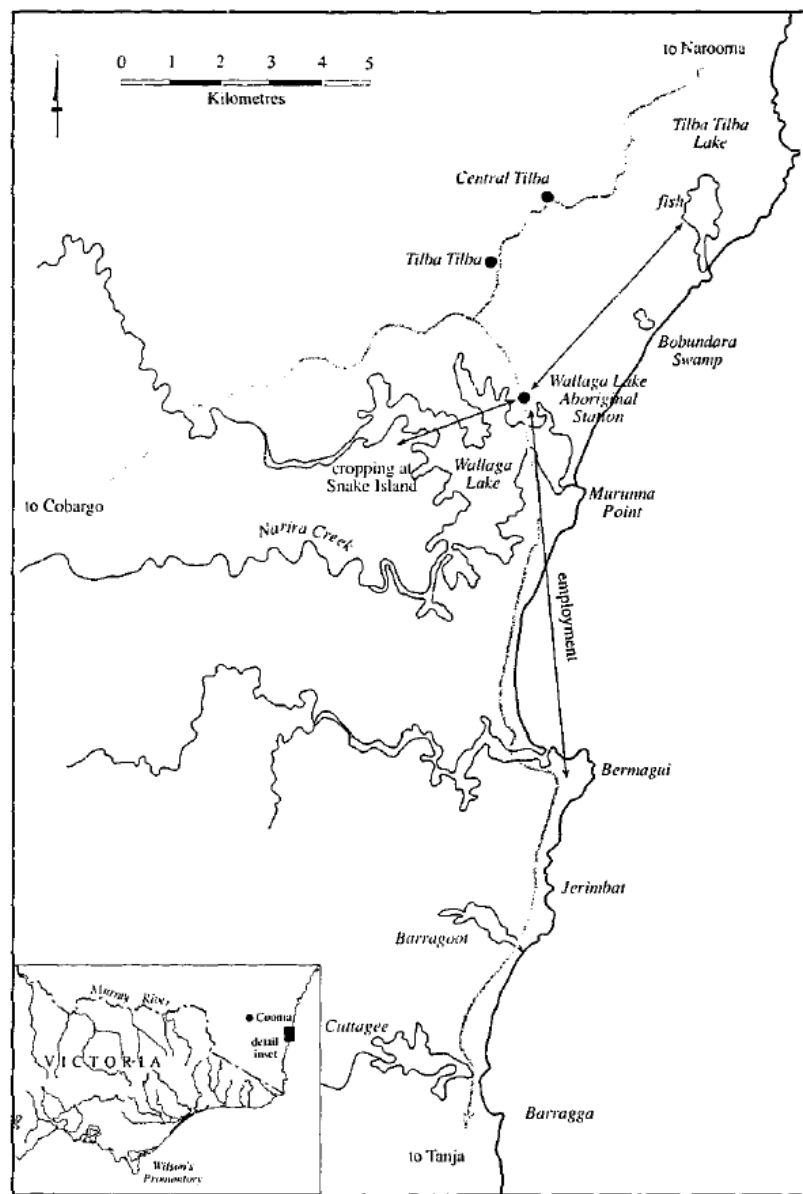 to Narooma
0 1 2 3 4 5
Kilometres
Tilba Tilba
Lake
Central Tilba
fish
Tilba Tilba
Bobundara
Swamp
Wallaga Lake
Aboriginal
Station
cropping at
Snake Island
Wallaga
Lake
Murunna
Point
to Cobargo
Narira Creek
employment
Bermagui
Jerimbat
Barragoot
Murray River
Cooma
detail
inset
VICTORIA
Cuttagee
Barragga
Wilson's
Promontory
to Tanja